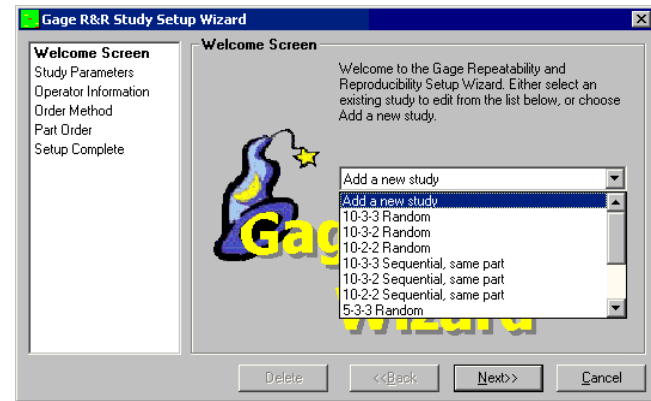 Gage R&R Study Setup Wizard
Welcome Screen
Study Parameters
Operator Information
Order Method
Part Order
Setup Complete
Welcome Screen
Welcome to the Gage Repeatability and
Reproducibility Setup Wizard. Either select an
existing study to edit from the list below, or choose
Add a new study.
Add a new study
Add a new study
10-3-3 Random
10-3-2 Random
10-2-2 Random
10-3-3 Sequential, same part
10-3-2 Sequential, same part
10-2-2 Sequential, same part
5-3-3 Random
Gag
Wizard
Delete
<<Back
Next>>
Cancel